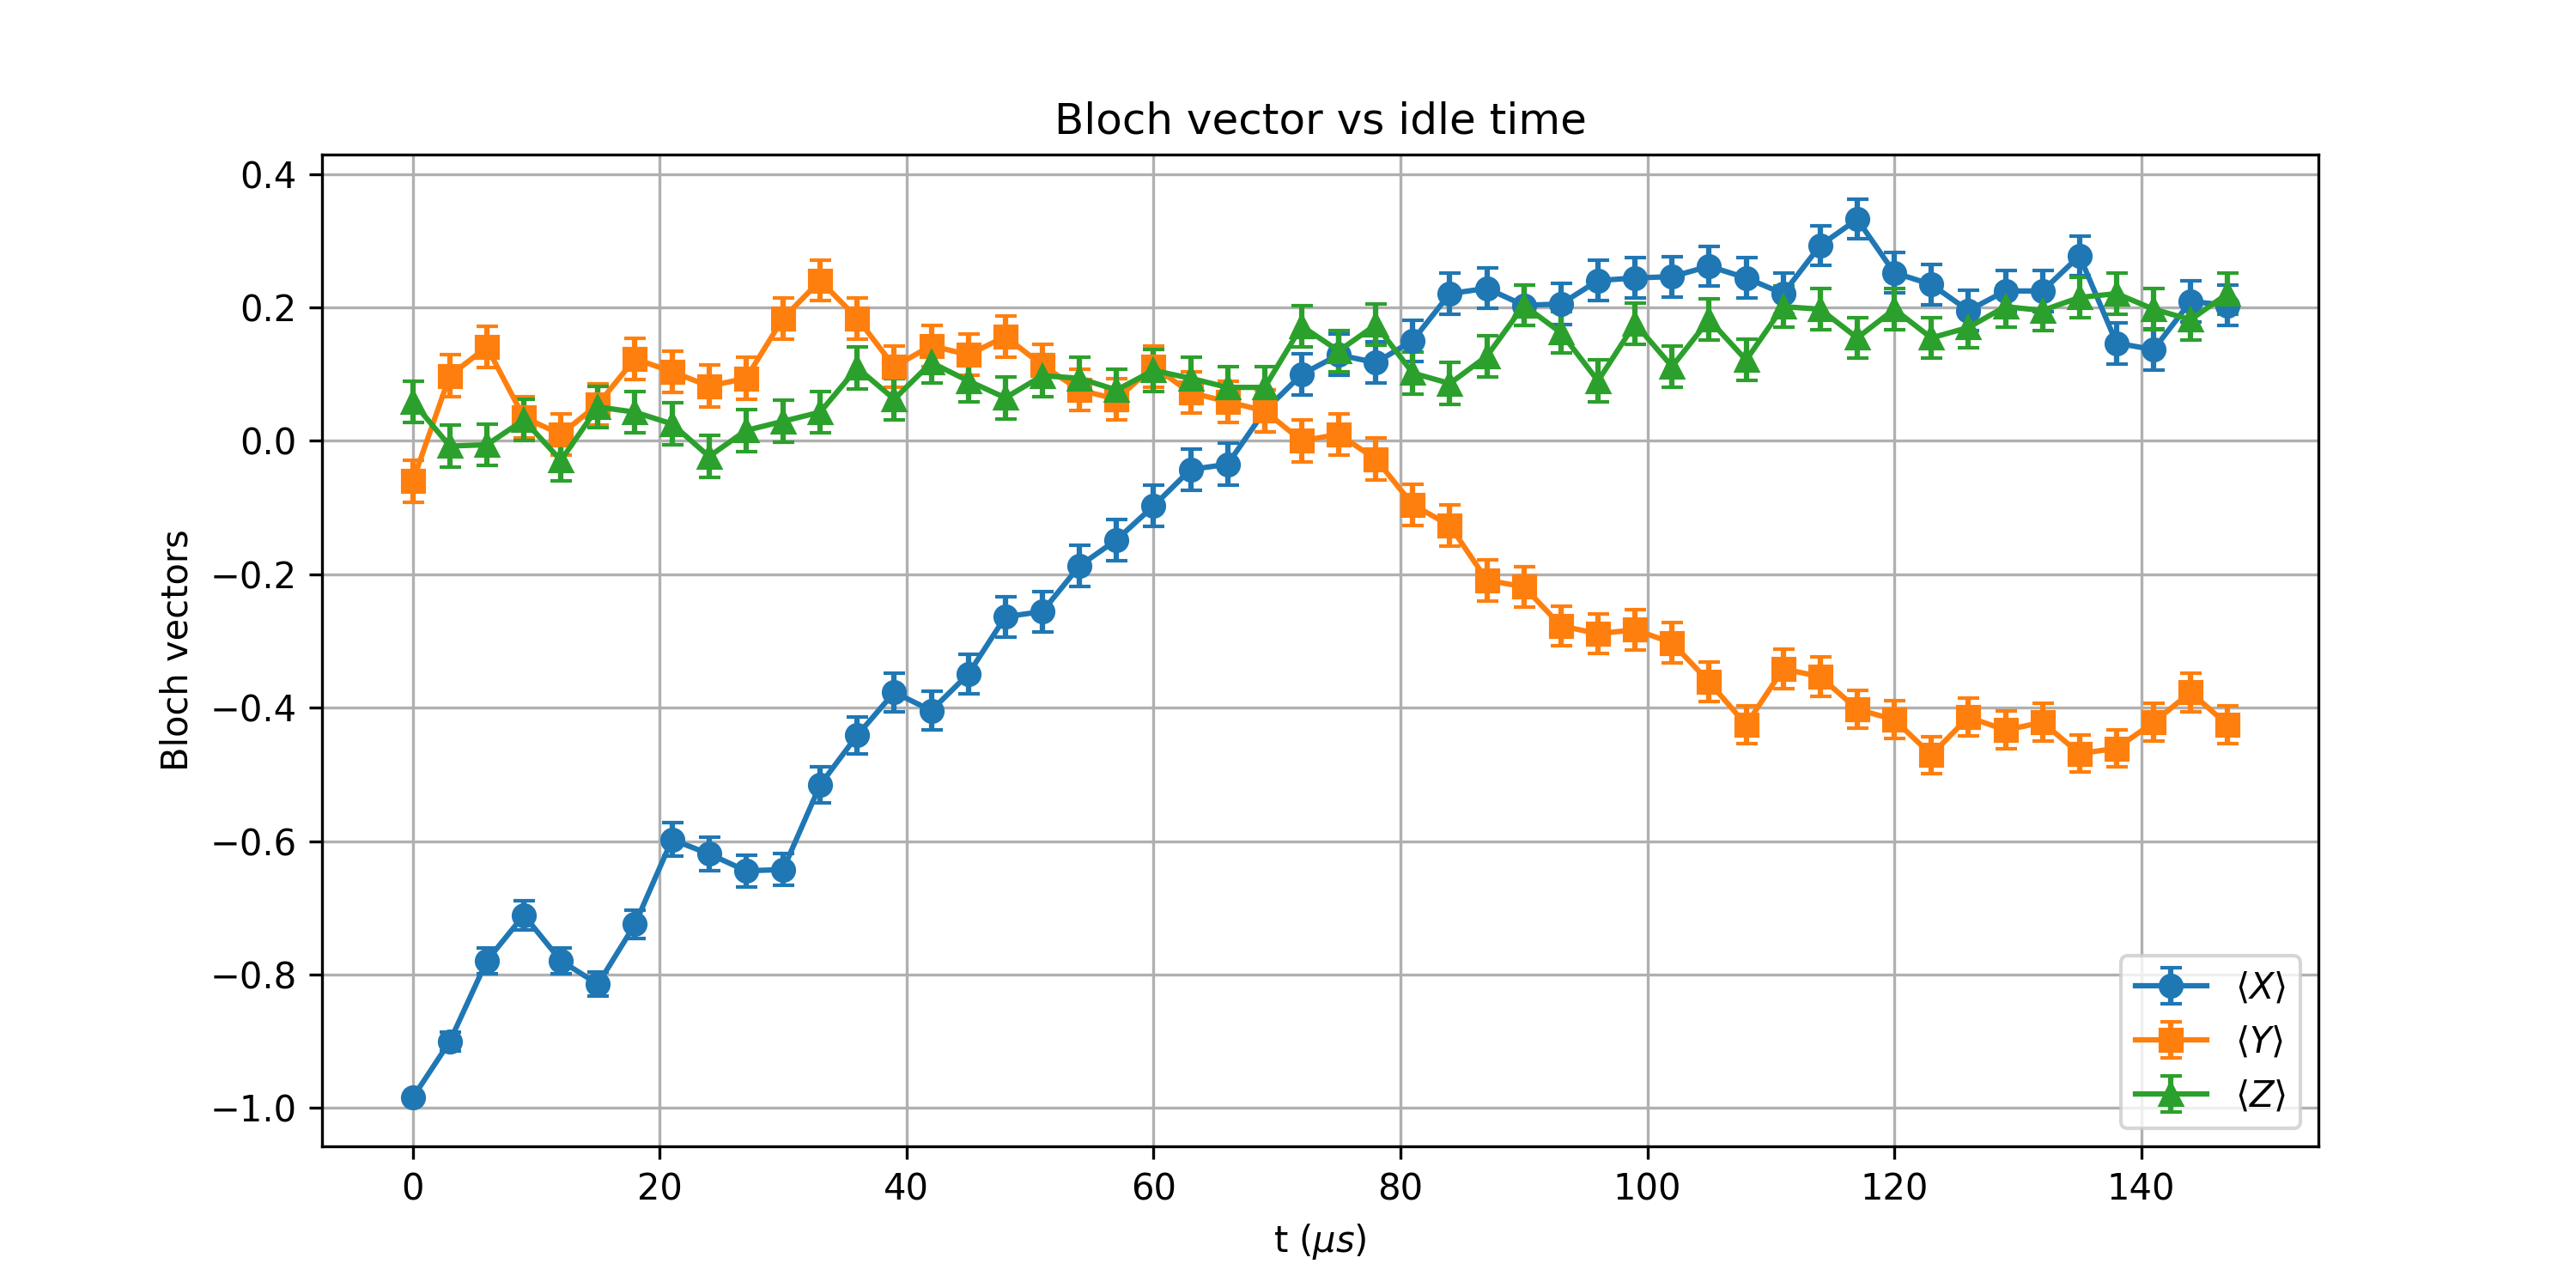 Bloch vector vs idle time
Bloch vectors
0.4
0.2
0.0
−0.2
−0.4
−0.6
−0.8
−1.0
0 20 40 60 80 100 120 140
t (μs)
⟨X⟩
⟨Y⟩
⟨Z⟩